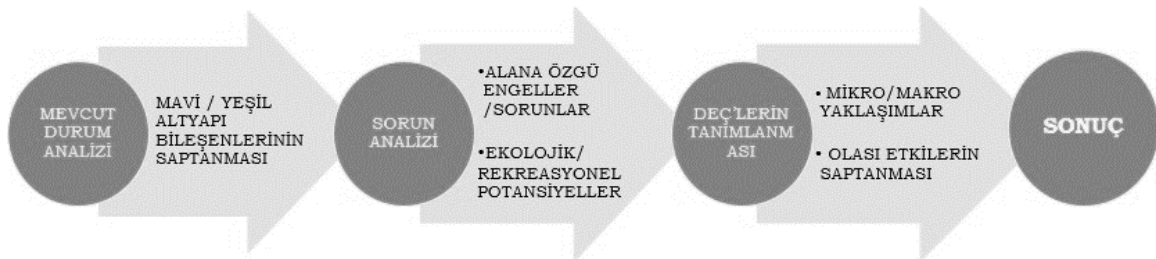 MEVCUT
DURUM
ANALİZİ
MAVİ / YEŞİL
ALTYAPI
BİLEŞENLERİNİN
SAPTANMASI
SORUN
ANALİZİ
•ALANA ÖZGÜ
ENGELLER
/SORUNLAR
•EKOLOJİK/
REKREASYONEL
POTANSİYELLER
DEÇ'LERİN
TANIMLANM
ASI
• MİKRO/MAKRO
YAKLAŞIMLAR
• OLASI ETKİLERİN
SAPTANMASI
SONUÇ